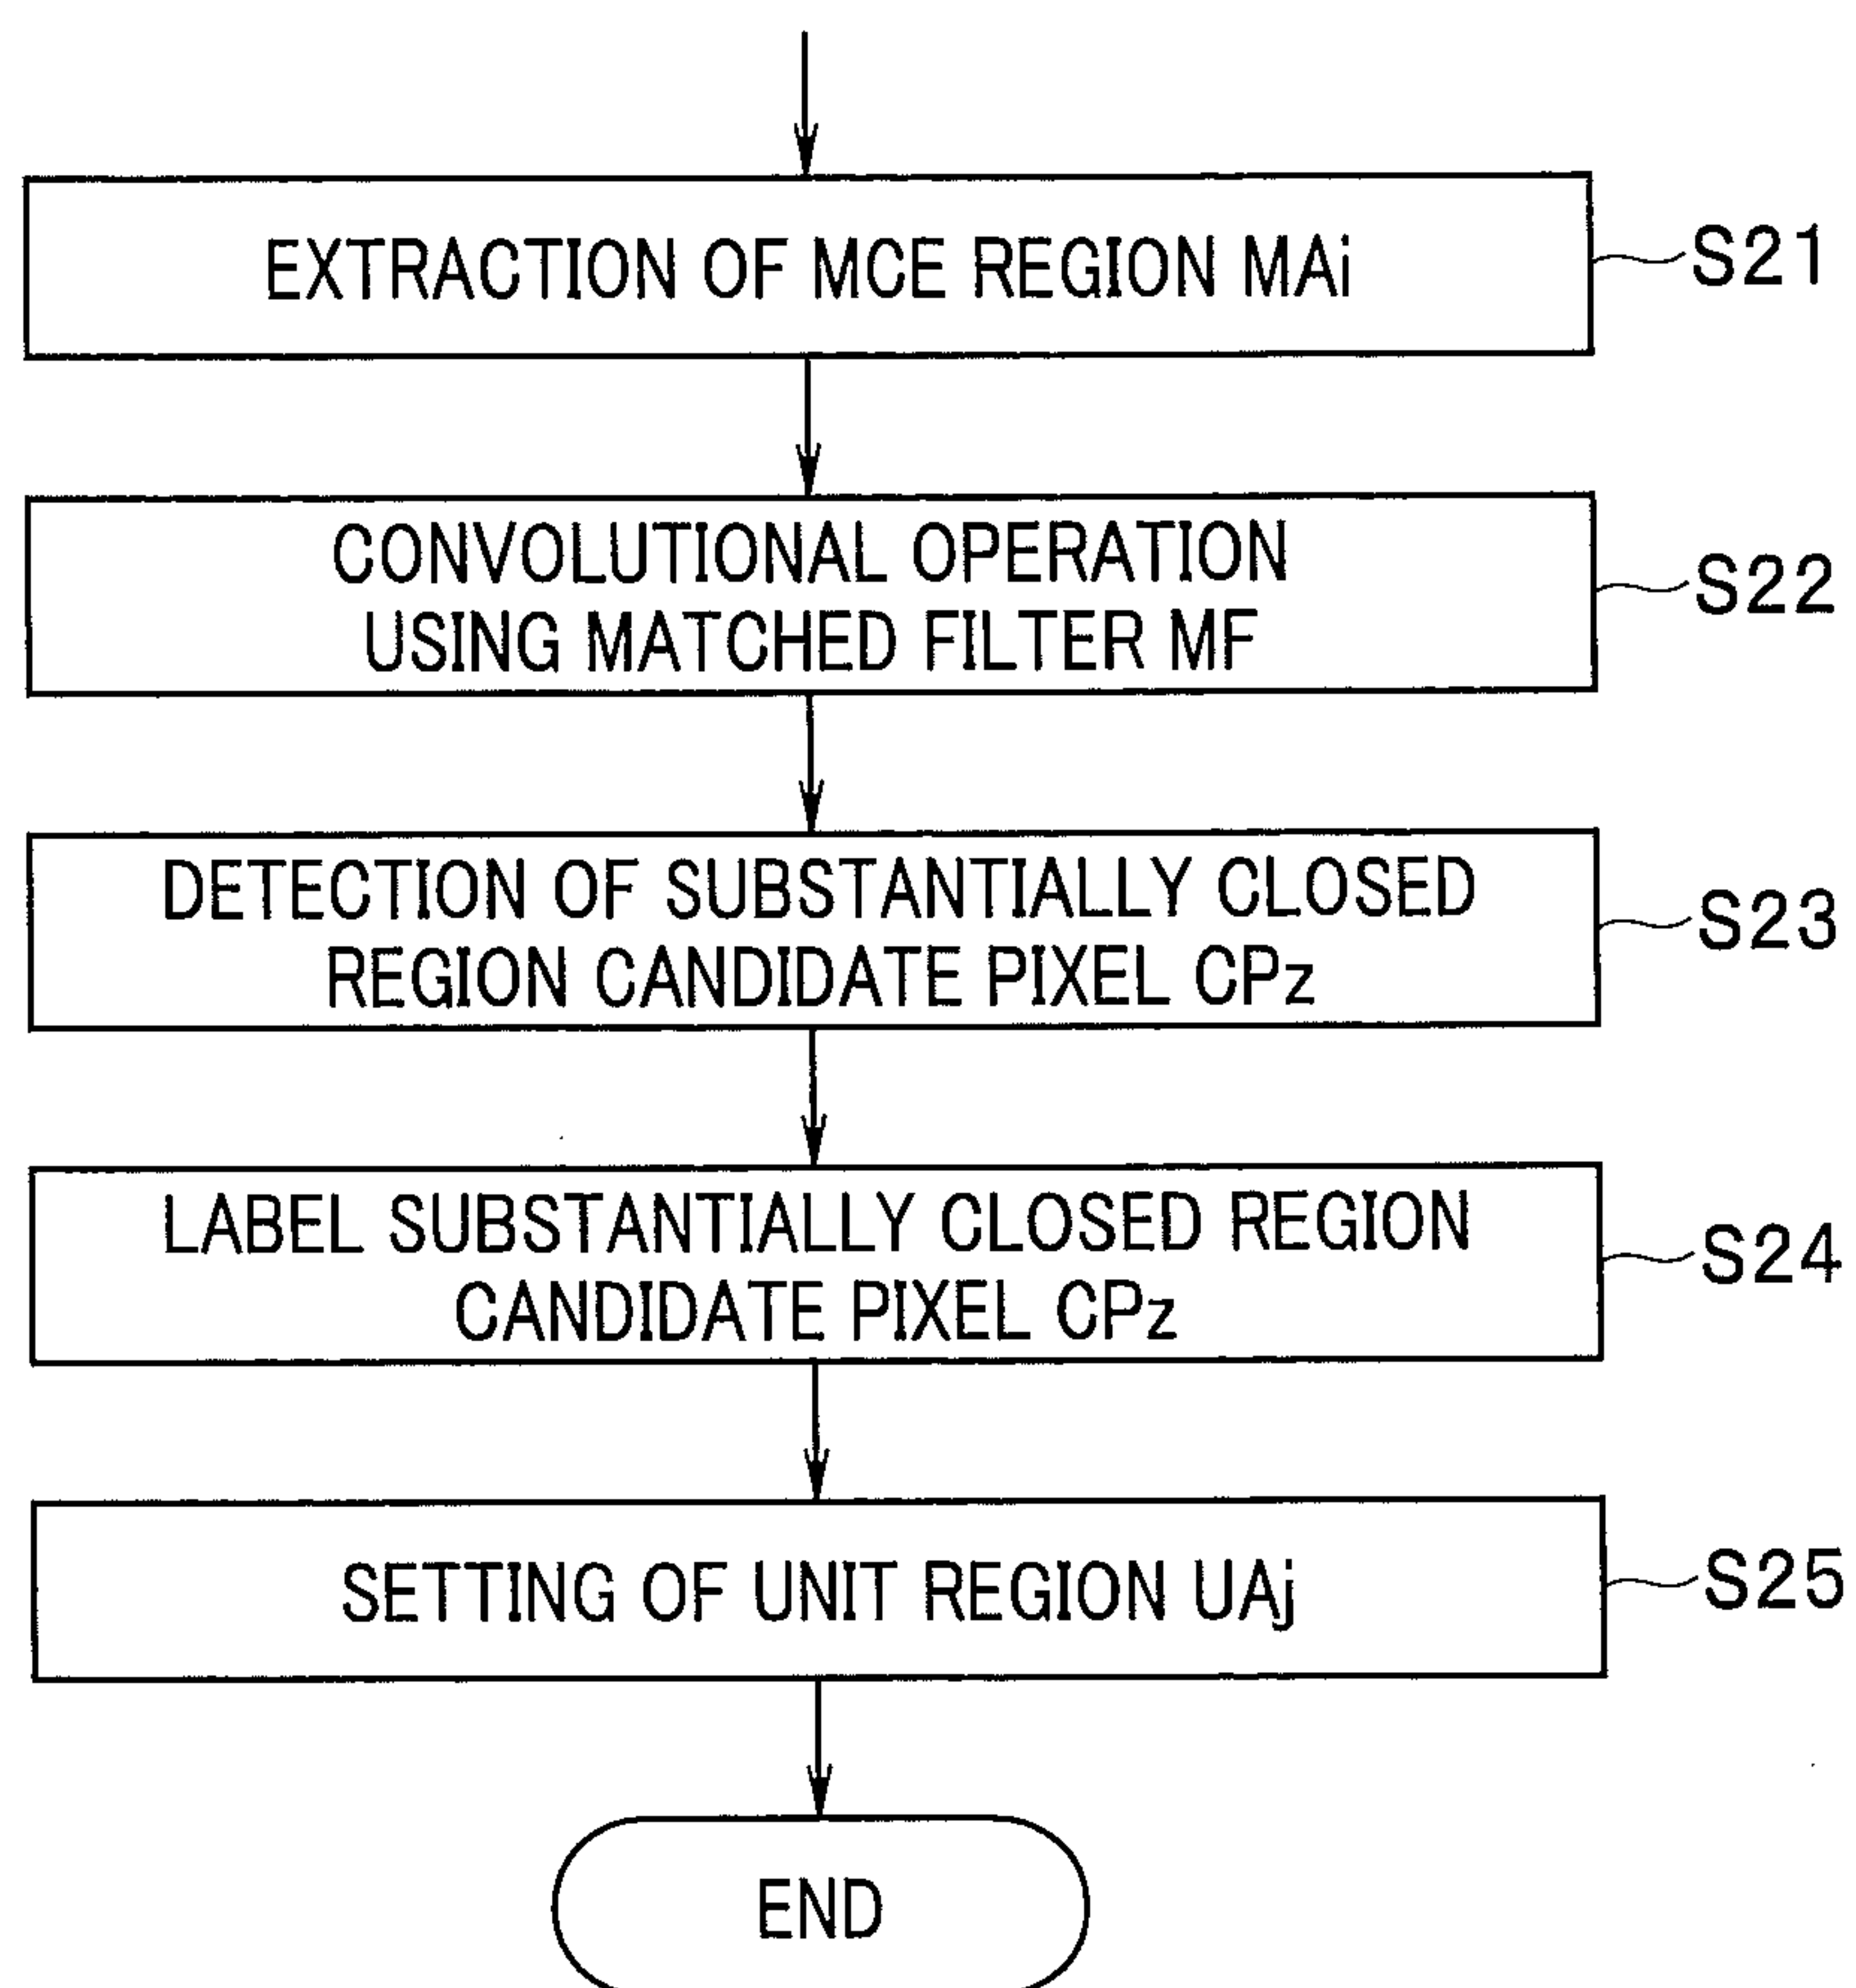 EXTRACTION OF MCE REGION MAi
S21
CONVOLUTIONAL OPERATION
USING MATCHED FILTER MF
S22
DETECTION OF SUBSTANTIALLY CLOSED
REGION CANDIDATE PIXEL CPz
S23
LABEL SUBSTANTIALLY CLOSED REGION
CANDIDATE PIXEL CPz
S24
SETTING OF UNIT REGION UAj
S25
END